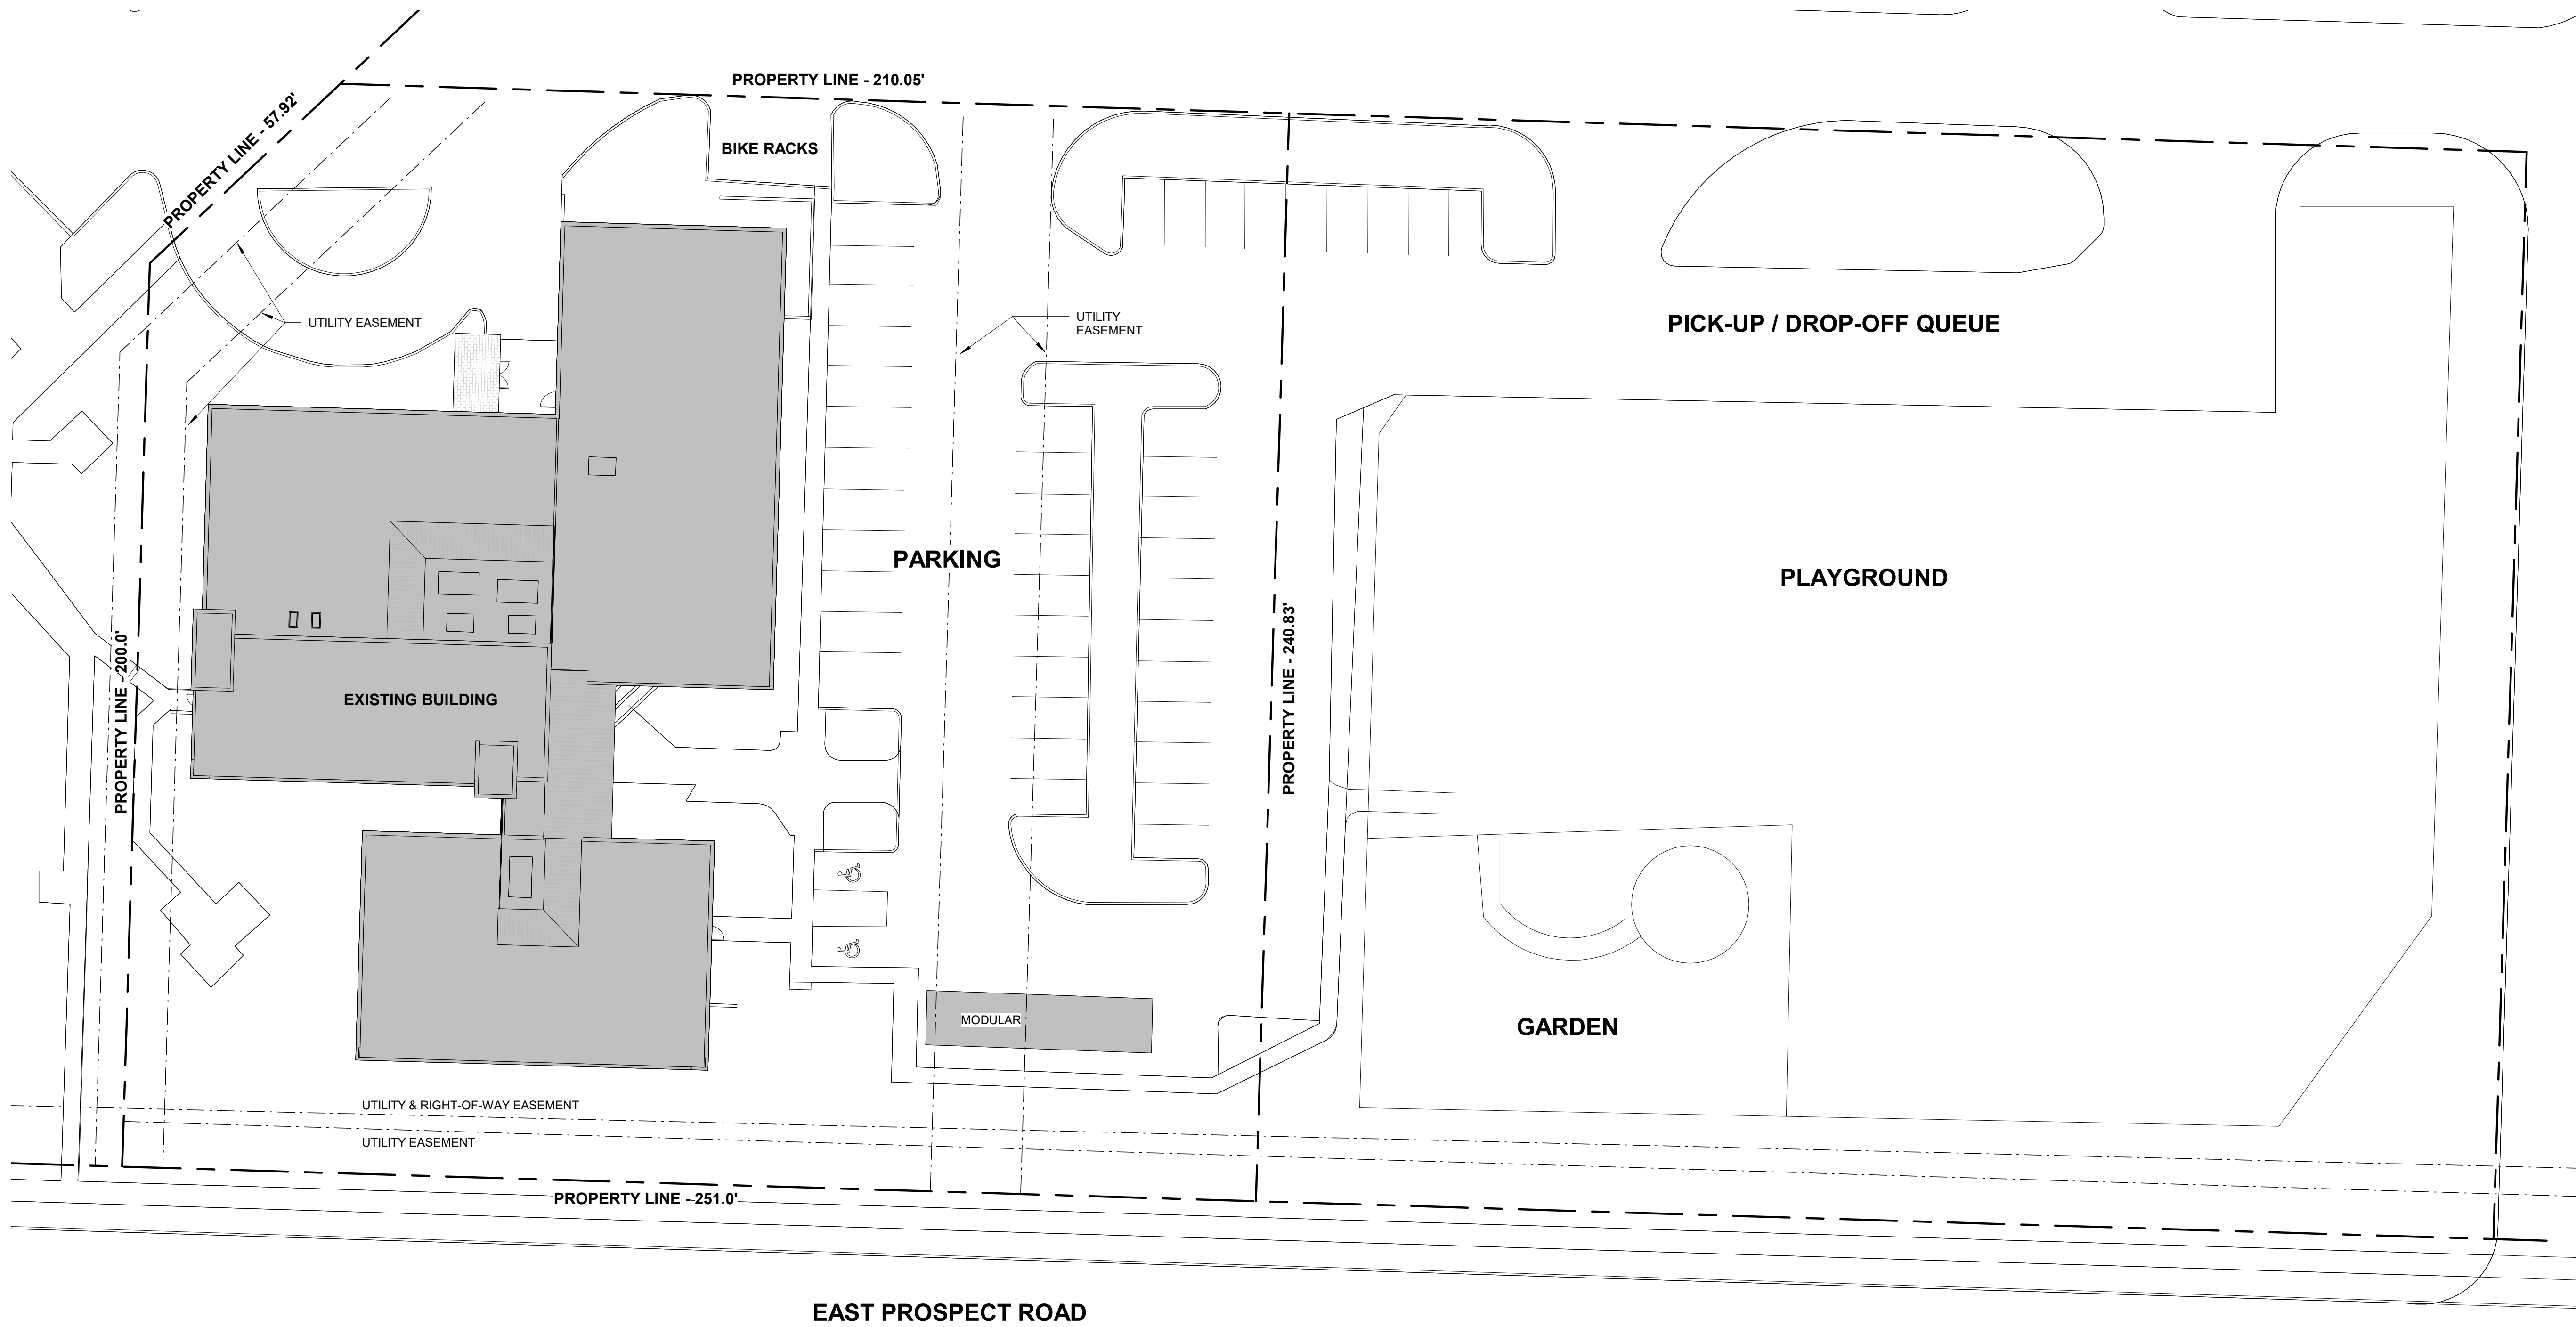 PROPERTY LINE - 210.05'
PROPERTY LINE - 57.92'
BIKE RACKS
UTILITY EASEMENT
UTILITY
EASEMENT
PICK-UP / DROP-OFF QUEUE
PARKING
PLAYGROUND
PROPERTY LINE - 200.0'
EXISTING BUILDING
PROPERTY LINE - 240.83'
MODULAR
GARDEN
UTILITY & RIGHT-OF-WAY EASEMENT
UTILITY EASEMENT
PROPERTY LINE - 251.0'
EAST PROSPECT ROAD